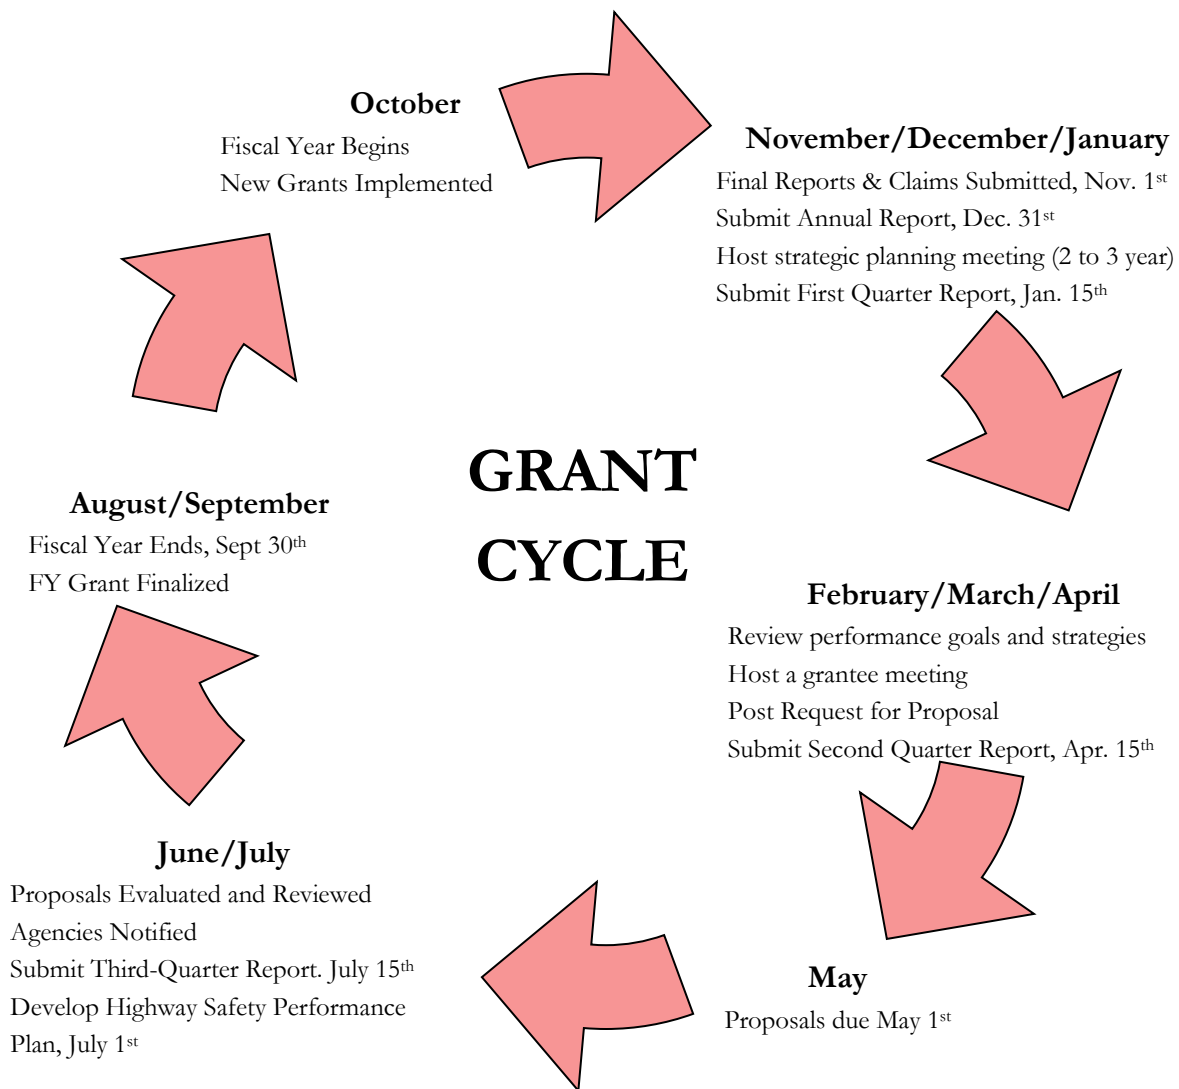 October
Fiscal Year Begins
New Grants Implemented
November/December/January
Final Reports & Claims Submitted, Nov. 1st
Submit Annual Report, Dec. 31st
Host strategic planning meeting (2 to 3 year)
Submit First Quarter Report, Jan. 15th
GRANT
CYCLE
February/March/April
Review performance goals and strategies
Host a grantee meeting
Post Request for Proposal
Submit Second Quarter Report, Apr. 15th
May
Proposals due May 1st
June/July
Proposals Evaluated and Reviewed
Agencies Notified
Submit Third-Quarter Report. July 15th
Develop Highway Safety Performance
Plan, July 1st
August/September
Fiscal Year Ends, Sept 30th
FY Grant Finalized